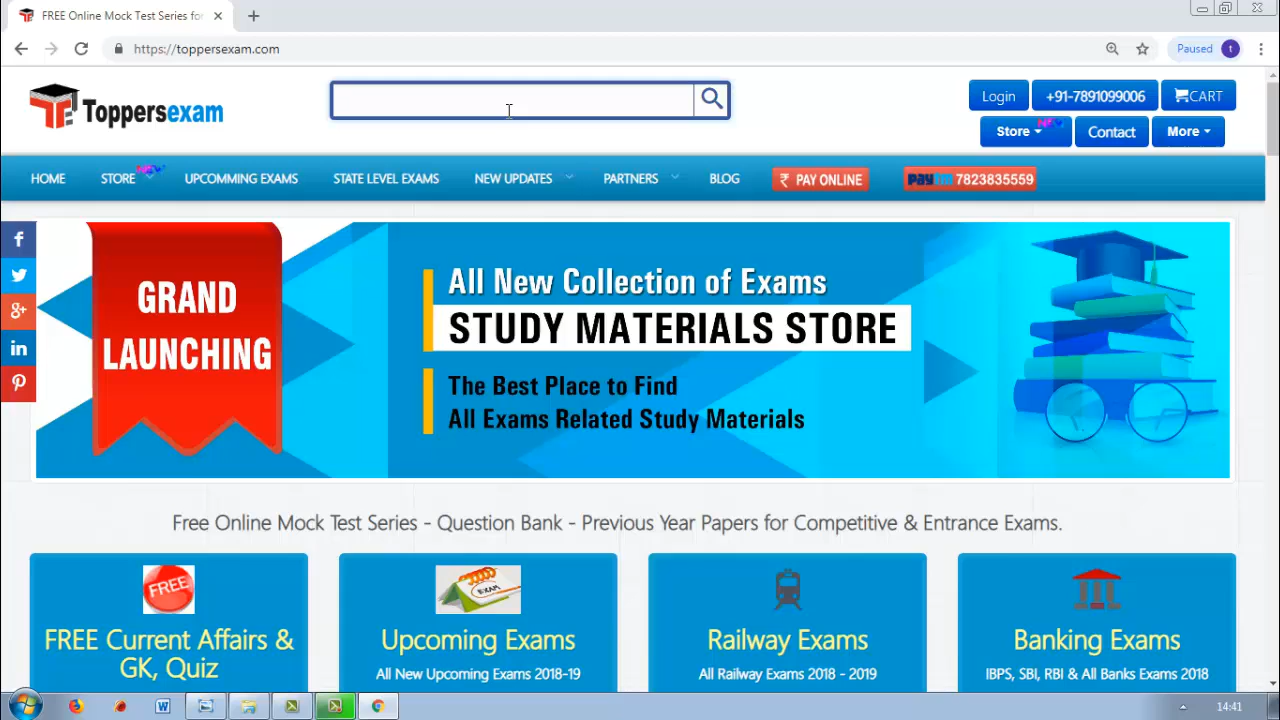 FREE Online Mock Test Series for
https://toppersexam.com
Paused
t
Toppersexam
Login
+91-7891099006
CART
Store
NEW
Contact
More
HOME
STORE
NEW
UPCOMMING EXAMS
STATE LEVEL EXAMS
NEW UPDATES
PARTNERS
BLOG
₹ PAY ONLINE
paytm 7823835559
GRAND
LAUNCHING
All New Collection of Exams
STUDY MATERIALS STORE
The Best Place to Find
All Exams Related Study Materials
Free Online Mock Test Series - Question Bank - Previous Year Papers for Competitive & Entrance Exams.
FREE
FREE Current Affairs &
GK, Quiz
EXAM
Upcoming Exams
All New Upcoming Exams 2018-19
Railway Exams
All Railway Exams 2018 - 2019
Banking Exams
IBPS, SBI, RBI & All Banks Exams 2018
14:41